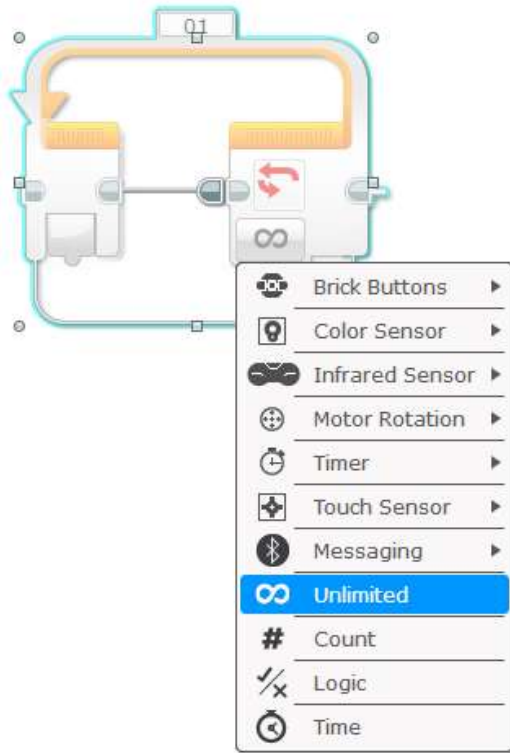 01
Brick Buttons
Color Sensor
Infrared Sensor
Motor Rotation
Timer
Touch Sensor
Messaging
Unlimited
# Count
Logic
Time